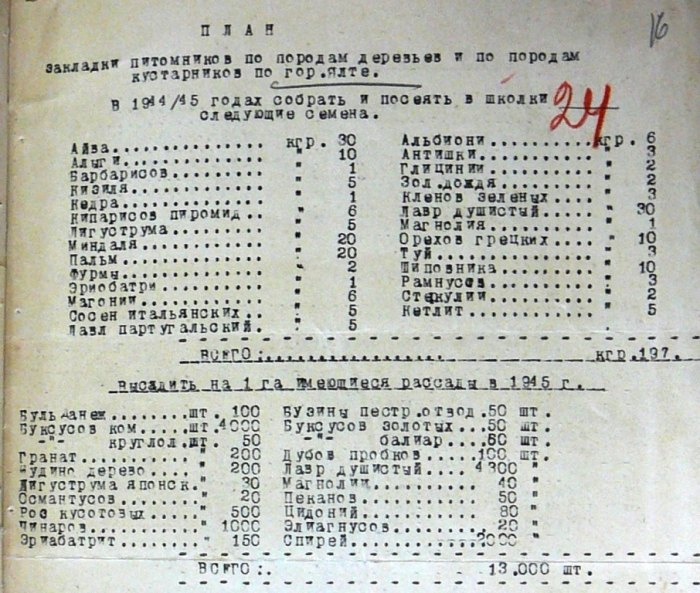 16
ПЛАН
закладки питомников по породам деревьев и по породам
кустарников по гор.Ялте.
В 1944/45 годах собрать и посеять в школки
следующие семена.
24
Айва................ кгр. 30
Алыги............... " 10
Барбарисов.......... " 1
Кизиля.............. " 5
Кедра............... " 1
Кипарисов пиромид... " 6
Лигуструма.......... " 5
Миндаля............. " 20
Пальм............... " 20
Фурмы............... " 2
Эриобатри........... " 1
Магонии............. " 6
Сосен итальянских... " 5
Лавл партугальский.. " 5
Альбиони..........кгр. 6
Антишки........... " 3
Глицинии.......... " 2
Зол.дождя......... " 2
Кленов зеленых.... " 3
Лавр душистый..... " 30
Магнолия.......... " 1
Орехов грецких.... " 10
Туй............... " 3
Шиповника......... " 10
Рамнусов.......... " 3
Стеркулии......... " 2
Кетлит............ " 5
ВСЕГО:.................... кгр.197.
Высадить на 1 га имеющиеся рассады в 1945 г.
Бульданеж........шт. 100
Буксусов ком.....шт.4000
-"- круглол.шт. 50
Гранат..........." 200
Чудино дерево...." 200
Лигуструма японск." 30
Османтусов......." 20
Роз кусотовых...." 500
Чинаров.........." 1000
Эриабатрит......." 150
Бузины пестр.отвод.50 шт.
Буксусов золотых...50 шт.
-"- балиар....60 шт.
Дубов пробков.....100 шт.
Лавр душистый....4300 "
Магнолии...........40 "
Пеканов............50 "
Цидоний............80 "
Элиагнусов.........20 "
Спирей...........2000 "
ВСЕГО:. 13.000 шт.